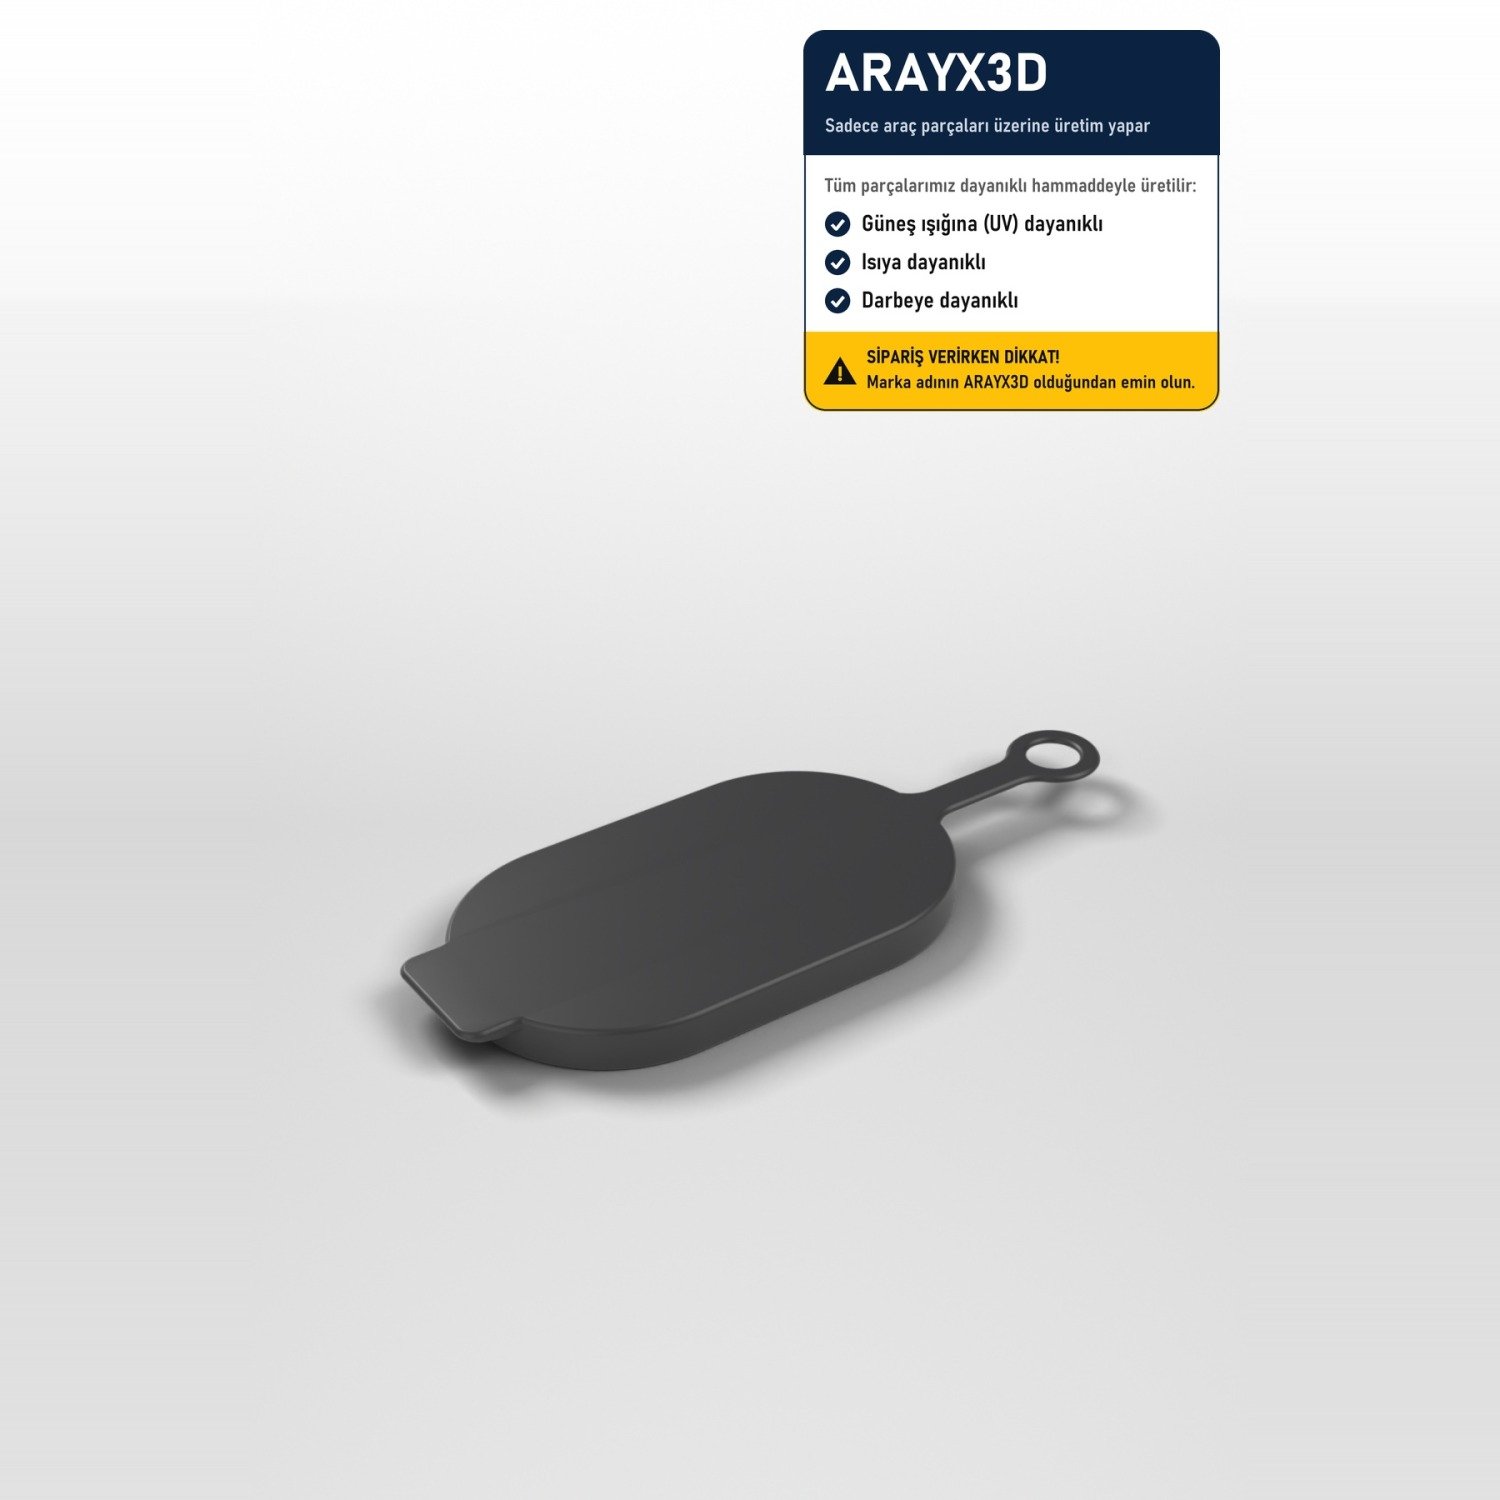 ARAYX3D
Sadece araç parçaları üzerine üretim yapar
Tüm parçalarımız dayanıklı hammaddeyle üretilir:
Güneş ışığına (UV) dayanıklı
Isıya dayanıklı
Darbeye dayanıklı
SİPARİŞ VERİRKEN DİKKAT!
Marka adının ARAYX3D olduğundan emin olun.